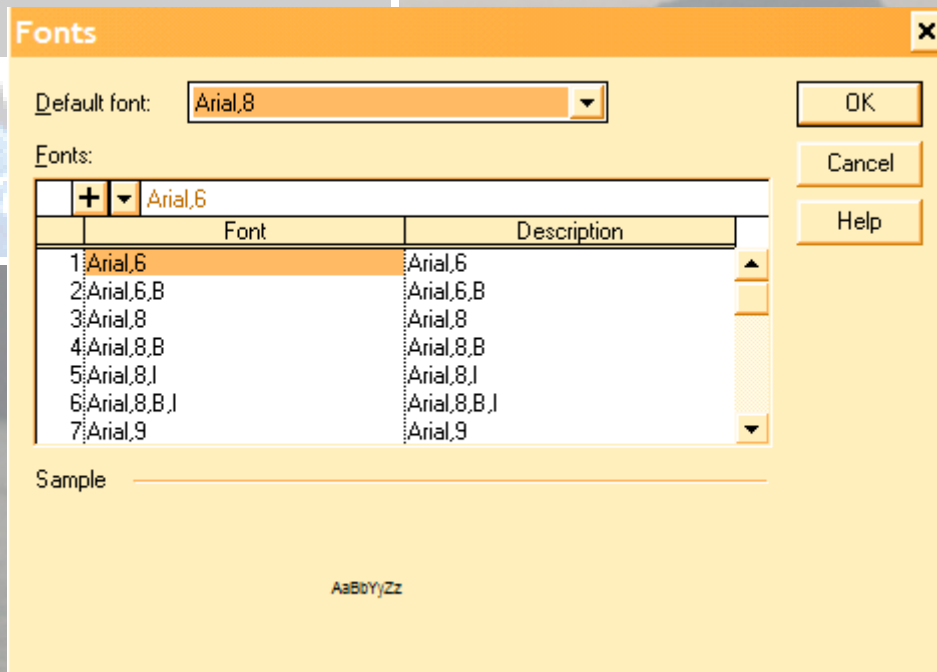 Fonts
Default font: Arial,8 OK
Fonts: Cancel
Arial,6
Help
Font Description
1 Arial,6 Arial,6
2 Arial,6,B Arial,6,B
3 Arial,8 Arial,8
4 Arial,8,B Arial,8,B
5 Arial,8,I Arial,8,I
6 Arial,8,B,I Arial,8,B,I
7 Arial,9 Arial,9
Sample
AaBbYyZz